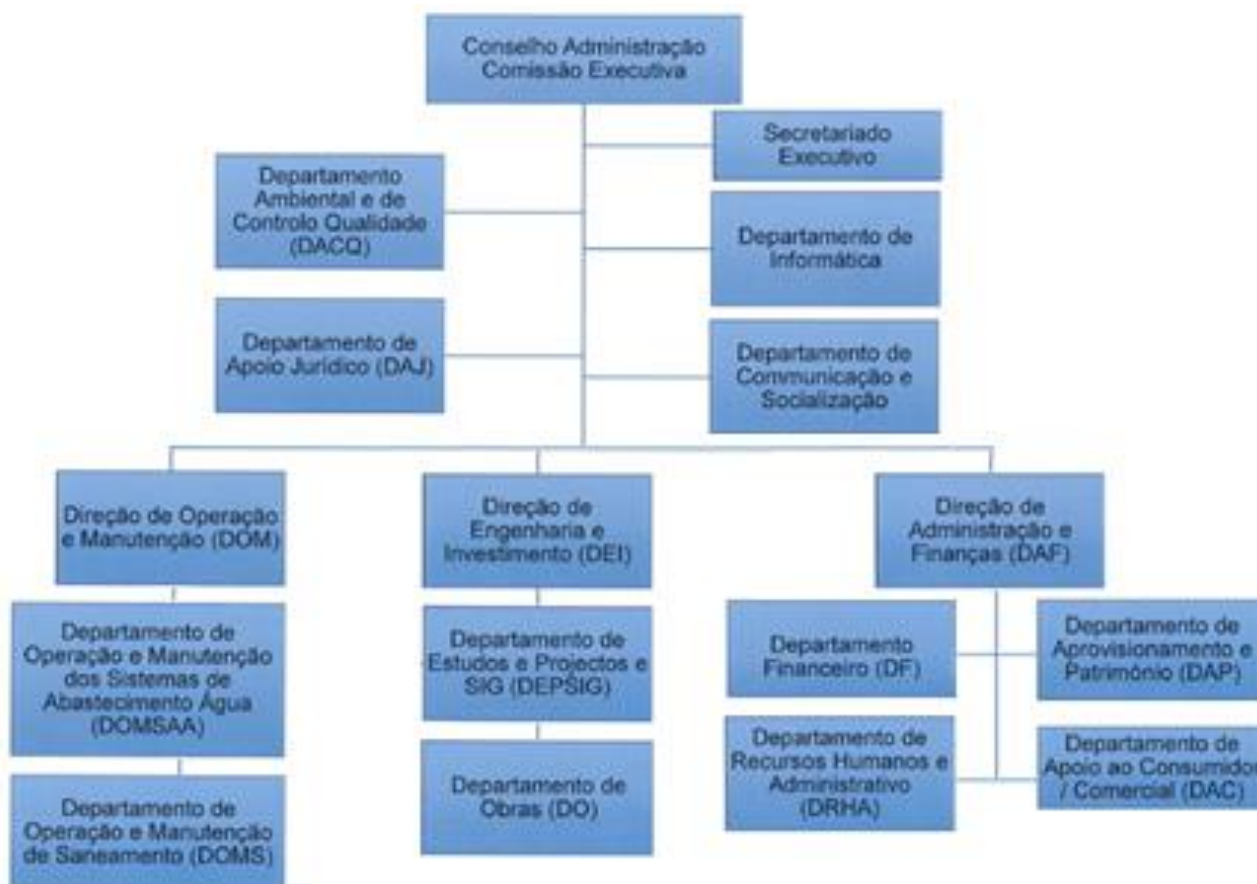 Conselho Administração
Comissão Executiva
Secretariado
Executivo
Departamento
Ambiental e de
Controlo Qualidade
(DACQ)
Departamento de
Informática
Departamento de
Apoio Jurídico (DAJ)
Departamento de
Communicação e
Socialização
Direção de Operação
e Manutenção (DOM)
Direção de
Engenharia e
Investimento (DEI)
Direção de
Administração e
Finanças (DAF)
Departamento de
Operação e Manutenção
dos Sistemas de
Abastecimento Água
(DOMSAA)
Departamento de
Estudos e Projectos e
SIG (DEPSIG)
Departamento
Financeiro (DF)
Departamento de
Aprovisionamento e
Património (DAP)
Departamento de
Operação e Manutenção
de Saneamento (DOMS)
Departamento de
Obras (DO)
Departamento de
Recursos Humanos e
Administrativo
(DRHA)
Departamento de
Apoio ao Consumidor
/ Comercial (DAC)